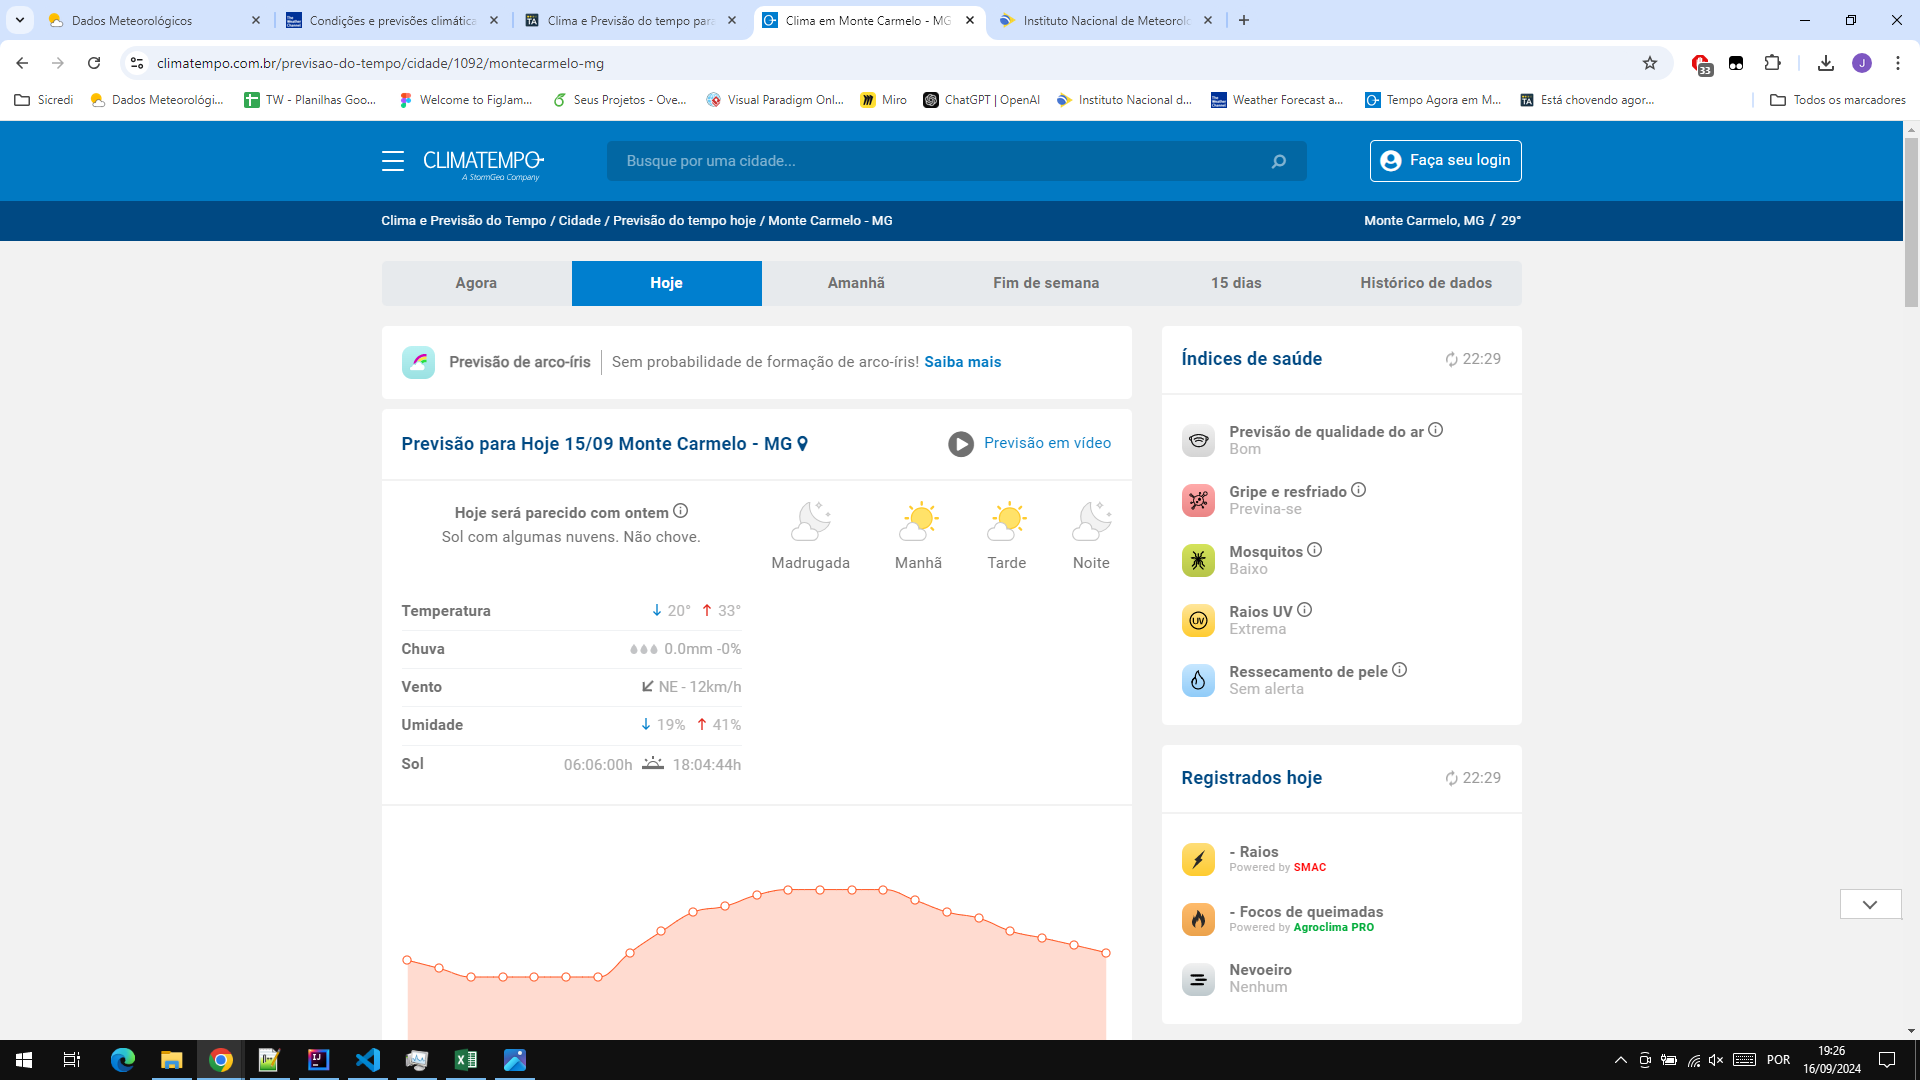 Dados Meteorológicos
Condições e previsões climática
Clima e Previsão do tempo para
Clima em Monte Carmelo - MG
Instituto Nacional de Meteorolo
climatempo.com.br/previsao-do-tempo/cidade/1092/montecarmelo-mg
33
J
Sicredi
Dados Meteorológi...
TW - Planilhas Goo...
Welcome to FigJam...
Seus Projetos - Ove...
Visual Paradigm Onl...
Miro
ChatGPT | OpenAI
Instituto Nacional d...
Weather Forecast a...
Tempo Agora em M...
Está chovendo agor...
Todos os marcadores
CLIMATEMPO
A StormGeo Company
Busque por uma cidade...
Faça seu login
Clima e Previsão do Tempo / Cidade / Previsão do tempo hoje / Monte Carmelo - MG
Monte Carmelo, MG / 29°
Agora
Hoje
Amanhã
Fim de semana
15 dias
Histórico de dados
Previsão de arco-íris
Sem probabilidade de formação de arco-íris! Saiba mais
Previsão para Hoje 15/09 Monte Carmelo - MG
Previsão em vídeo
Hoje será parecido com ontem
Sol com algumas nuvens. Não chove.
Madrugada
Manhã
Tarde
Noite
Temperatura
20° 33°
Chuva
0.0mm -0%
Vento
NE - 12km/h
Umidade
19% 41%
Sol
06:06:00h 18:04:44h
Índices de saúde
22:29
Previsão de qualidade do ar
Bom
Gripe e resfriado
Previna-se
Mosquitos
Baixo
UV
Raios UV
Extrema
Ressecamento de pele
Sem alerta
Registrados hoje
22:29
- Raios
Powered by SMAC
- Focos de queimadas
Powered by Agroclima PRO
Nevoeiro
Nenhum
POR
19:26
16/09/2024